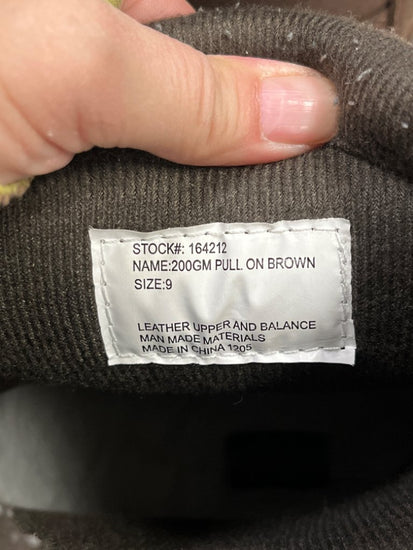 STOCK#: 164212
NAME:200GM PULL ON BROWN
SIZE:9
LEATHER UPPER AND BALANCE
MAN MADE MATERIALS
MADE IN CHINA 1205